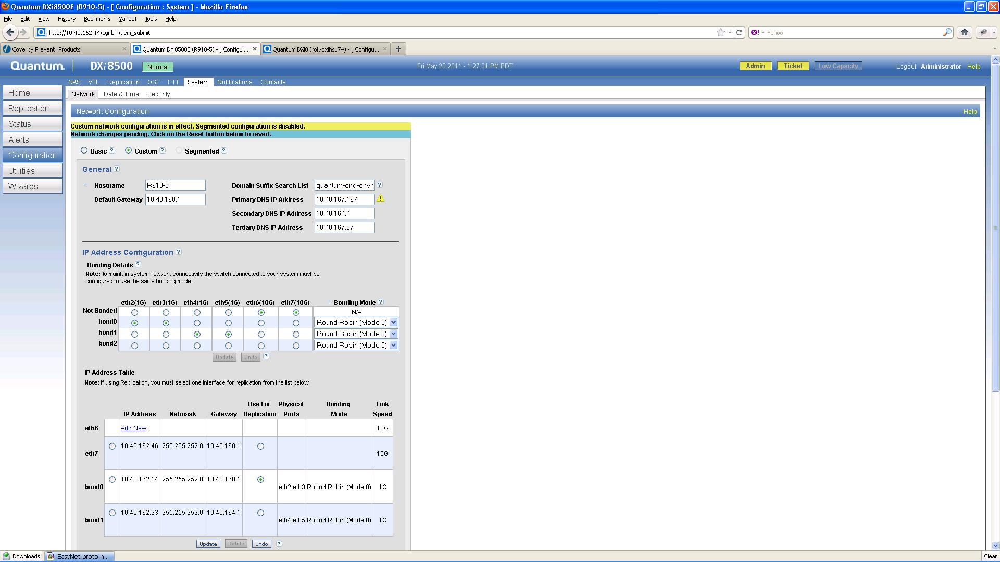 Quantum DXi8500E (R910-5) - [ Configuration : System ] - Mozilla Firefox
File Edit View History Bookmarks Yahoo! Tools Help
http://10.40.162.14/cgi-bin/tlem_submit
Yahoo
Coverity Prevent: Products
Quantum DXi8500E (R910-5) - [ Configur...
Quantum DXi0 (rok-dxihs174) - [ Configu...
Quantum. DXi8500 Normal Fri May 20 2011 - 1:27:31 PM PDT Admin Ticket Low Capacity Logout Administrator Help
NAS VTL Replication OST PTT System Notifications Contacts
Network Date & Time Security
Home
Replication
Status
Alerts
Configuration
Utilities
Wizards
Network Configuration Help
Custom network configuration is in effect. Segmented configuration is disabled.
Network changes pending. Click on the Reset button below to revert.
Basic ? Custom ? Segmented ?
General ?
* Hostname R910-5 Domain Suffix Search List quantum-eng-envh ?
Default Gateway 10.40.160.1 Primary DNS IP Address 10.40.167.167
Secondary DNS IP Address 10.40.164.4
Tertiary DNS IP Address 10.40.167.57
IP Address Configuration ?
Bonding Details ?
Note: To maintain system network connectivity the switch connected to your system must be
configured to use the same bonding mode.
eth2(1G) eth3(1G) eth4(1G) eth5(1G) eth6(10G) eth7(10G) * Bonding Mode ?
Not Bonded N/A
bond0 Round Robin (Mode 0)
bond1 Round Robin (Mode 0)
bond2 Round Robin (Mode 0)
Update Undo ?
IP Address Table
Note: If using Replication, you must select one interface for replication from the list below.
Use For Physical Bonding Link
IP Address Netmask Gateway Replication Ports Mode Speed
eth6 Add New 10G
10.40.162.46 255.255.252.0 10.40.160.1
eth7 10G
10.40.162.14 255.255.252.0 10.40.160.1
bond0 eth2,eth3 Round Robin (Mode 0) 1G
10.40.162.33 255.255.252.0 10.40.164.1
bond1 eth4,eth5 Round Robin (Mode 0) 1G
Update Delete Undo ?
Downloads EasyNet-proto.h... Clear